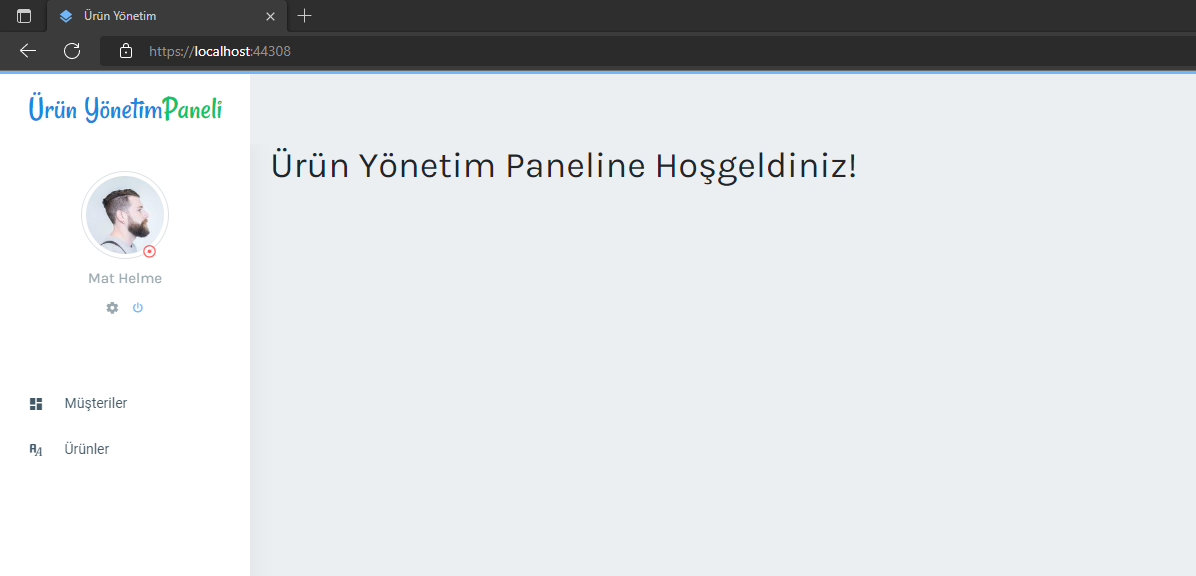 Ürün Yönetim
https://localhost:44308
Ürün YönetimPaneli
Ürün Yönetim Paneline Hoşgeldiniz!
Mat Helme
Müşteriler
Ürünler